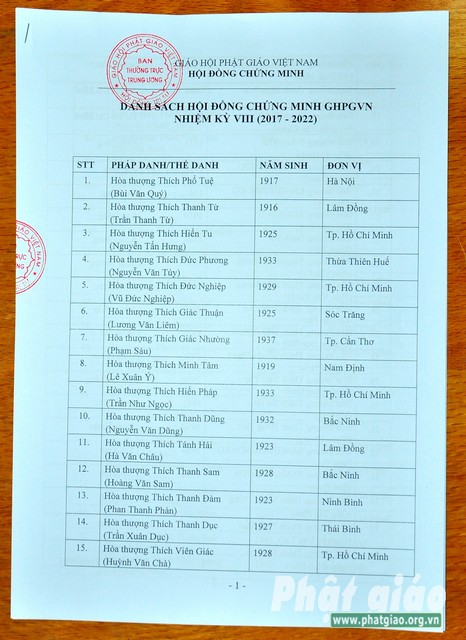 GIÁO HỘI PHẬT GIÁO VIỆT NAM
HỘI ĐỒNG CHỨNG MINH
GIÁO HỘI PHẬT GIÁO VIỆT NAM
BAN
THƯỜNG TRỰC
TRUNG ƯƠNG
DANH SÁCH HỘI ĐỒNG CHỨNG MINH GHPGVN
NHIỆM KỲ VIII (2017 - 2022)
STT PHÁP DANH/THẾ DANH NĂM SINH ĐƠN VỊ
1. Hòa thượng Thích Phổ Tuệ 1917 Hà Nội
(Bùi Văn Quý)
2. Hòa thượng Thích Thanh Từ 1916 Lâm Đồng
(Trần Thanh Từ)
3. Hòa thượng Thích Hiển Tu 1925 Tp. Hồ Chí Minh
(Nguyễn Tấn Hưng)
4. Hòa thượng Thích Đức Phương 1933 Thừa Thiên Huế
(Nguyễn Văn Túy)
5. Hòa thượng Thích Đức Nghiệp 1929 Tp. Hồ Chí Minh
(Vũ Đức Nghiệp)
6. Hòa thượng Thích Giác Thuận 1925 Sóc Trăng
(Lương Văn Liêm)
7. Hòa thượng Thích Giác Nhường 1937 Tp. Cần Thơ
(Phạm Sáu)
8. Hòa thượng Thích Minh Tâm 1919 Nam Định
(Lê Xuân Ý)
9. Hòa thượng Thích Hiển Pháp 1933 Tp. Hồ Chí Minh
(Trần Như Ngọc)
10. Hòa thượng Thích Thanh Dũng 1932 Bắc Ninh
(Nguyễn Văn Dũng)
11. Hòa thượng Thích Tánh Hải 1923 Lâm Đồng
(Hà Văn Châu)
12. Hòa thượng Thích Thanh Sam 1928 Bắc Ninh
(Hoàng Văn Sam)
13. Hòa thượng Thích Thanh Đàm 1923 Ninh Bình
(Phan Thanh Phán)
14. Hòa thượng Thích Thanh Dục 1927 Thái Bình
(Trần Xuân Dục)
15. Hòa thượng Thích Viên Giác 1928 Tp. Hồ Chí Minh
(Huỳnh Văn Chà)
- 1 -
Phật giáo
www.phatgiao.org.vn